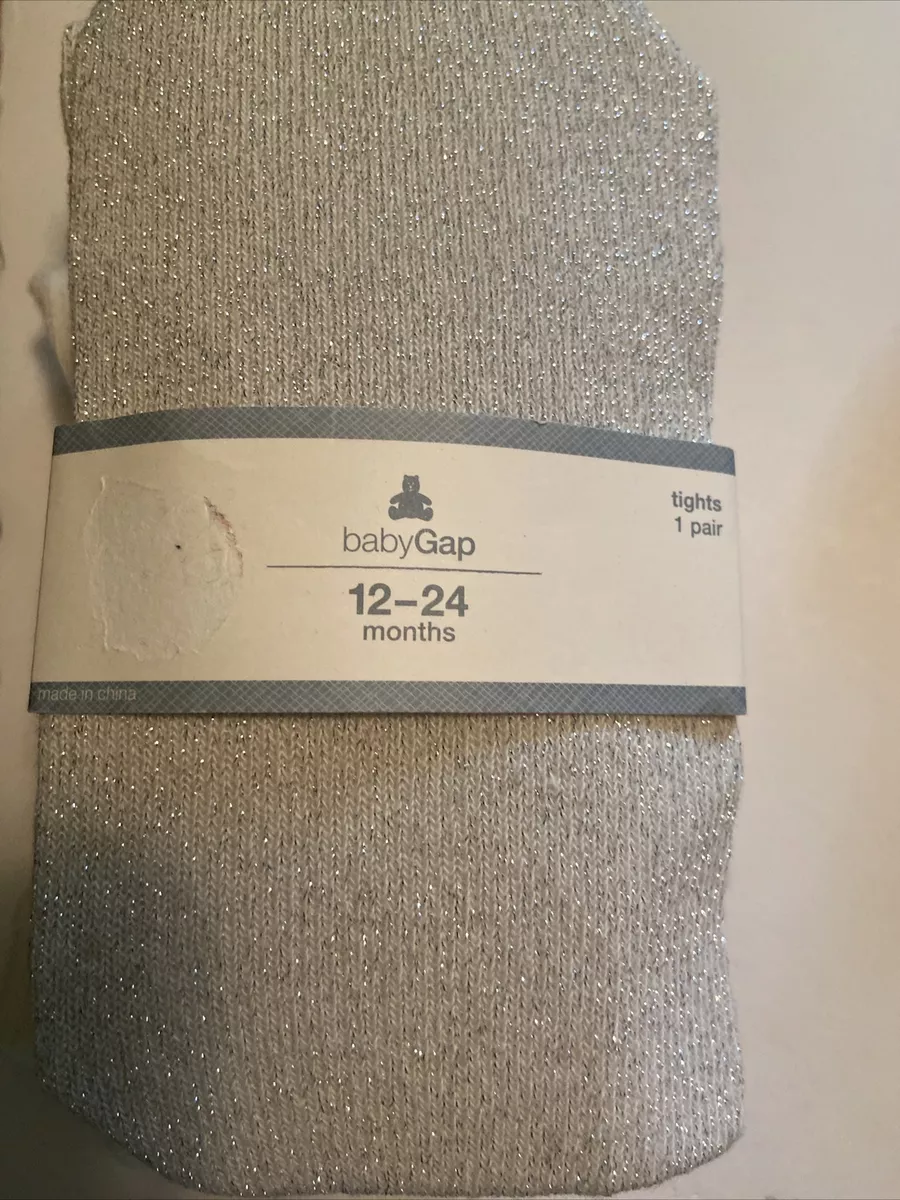 babyGap
12–24
months
tights
1 pair
made in china